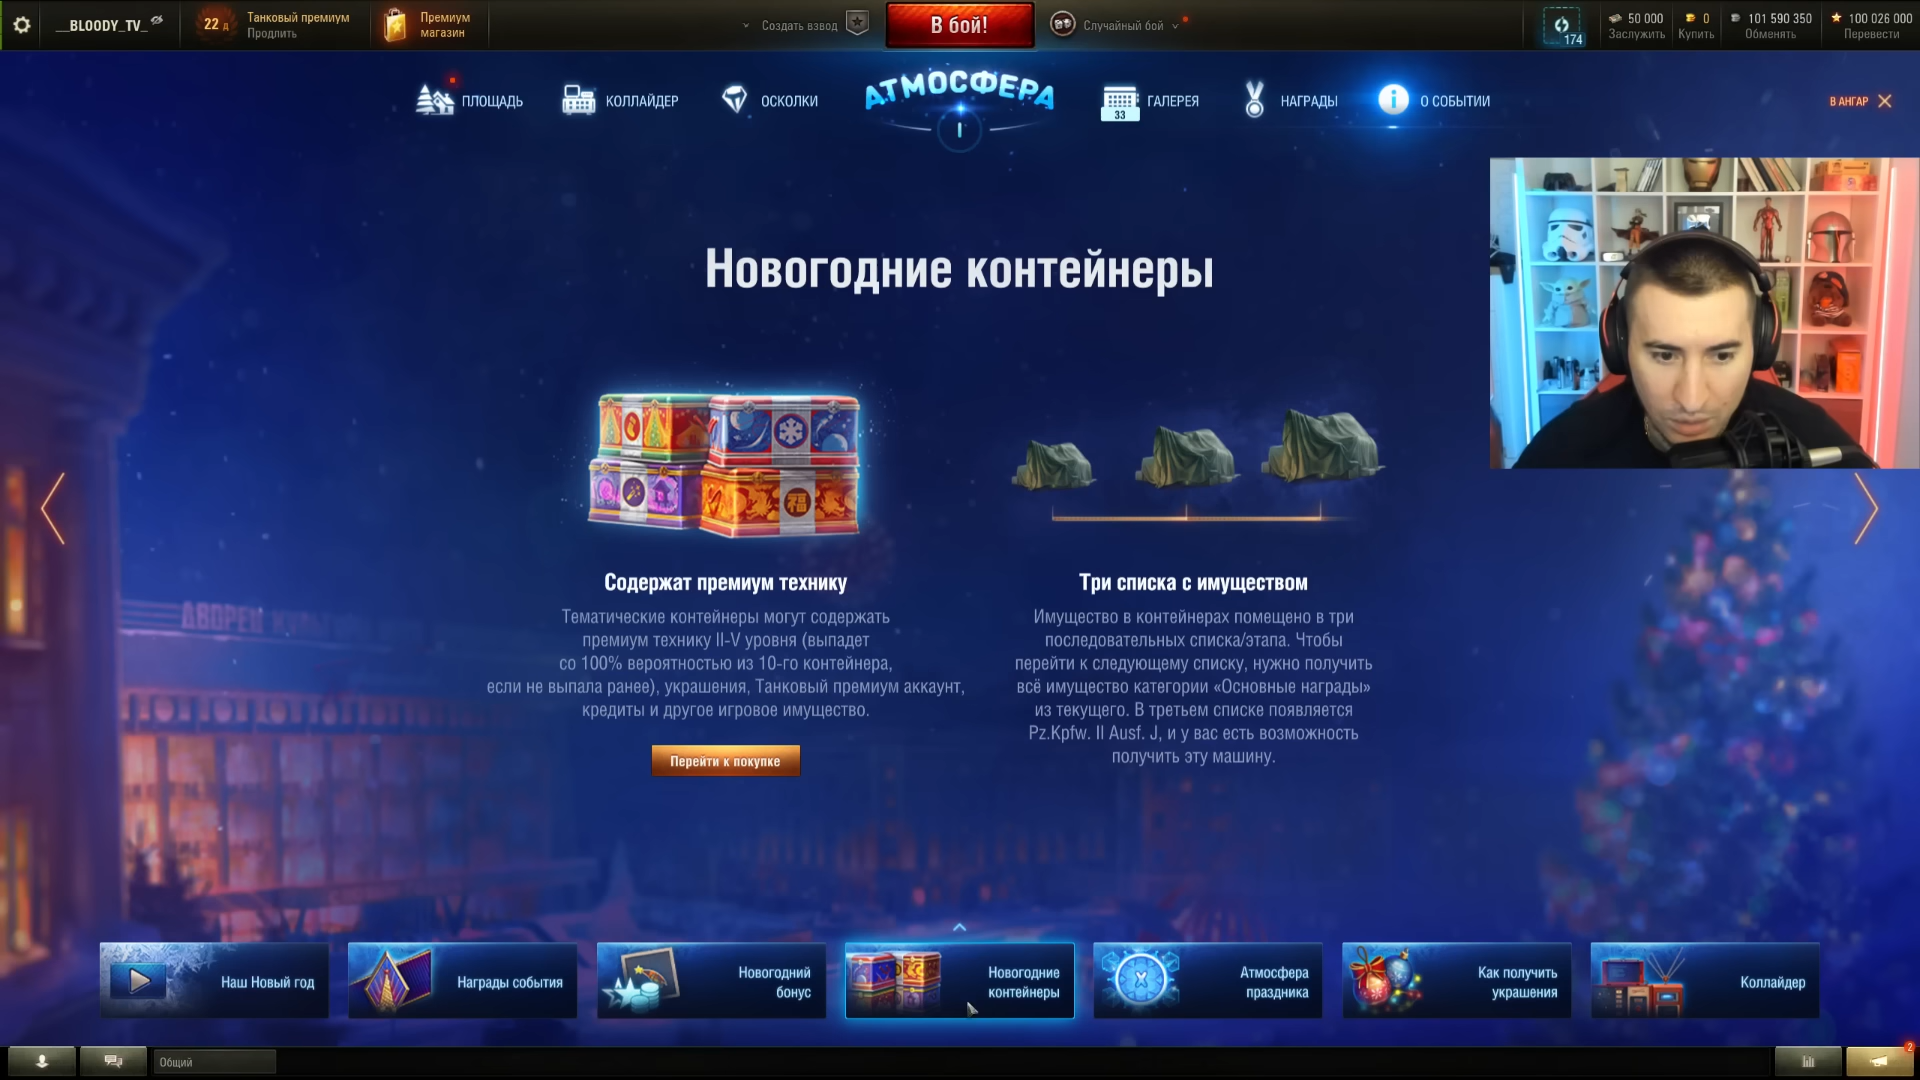 __BLOODY_TV_
22 д
Танковый премиум
Продлить
Премиум
магазин
Создать взвод
В бой!
Случайный бой
174
50 000
Заслужить
0
Купить
101 590 350
Обменять
100 026 000
Перевести
ПЛОЩАДЬ
КОЛЛАЙДЕР
ОСКОЛКИ
АТМОСФЕРА
I
33
ГАЛЕРЕЯ
НАГРАДЫ
О СОБЫТИИ
В АНГАР
Новогодние контейнеры
福
Содержат премиум технику
Тематические контейнеры могут содержать
премиум технику II-V уровня (выпадет
со 100% вероятностью из 10-го контейнера,
если не выпала ранее), украшения, Танковый премиум аккаунт,
кредиты и другое игровое имущество.
Перейти к покупке
Три списка с имуществом
Имущество в контейнерах помещено в три
последовательных списка/этапа. Чтобы
перейти к следующему списку, нужно получить
всё имущество категории «Основные награды»
из текущего. В третьем списке появляется
Pz.Kpfw. II Ausf. J, и у вас есть возможность
получить эту машину.
ДВОРЕЦ
Наш Новый год
Награды события
Новогодний
бонус
Новогодние
контейнеры
Атмосфера
праздника
Как получить
украшения
Коллайдер
Общий
2